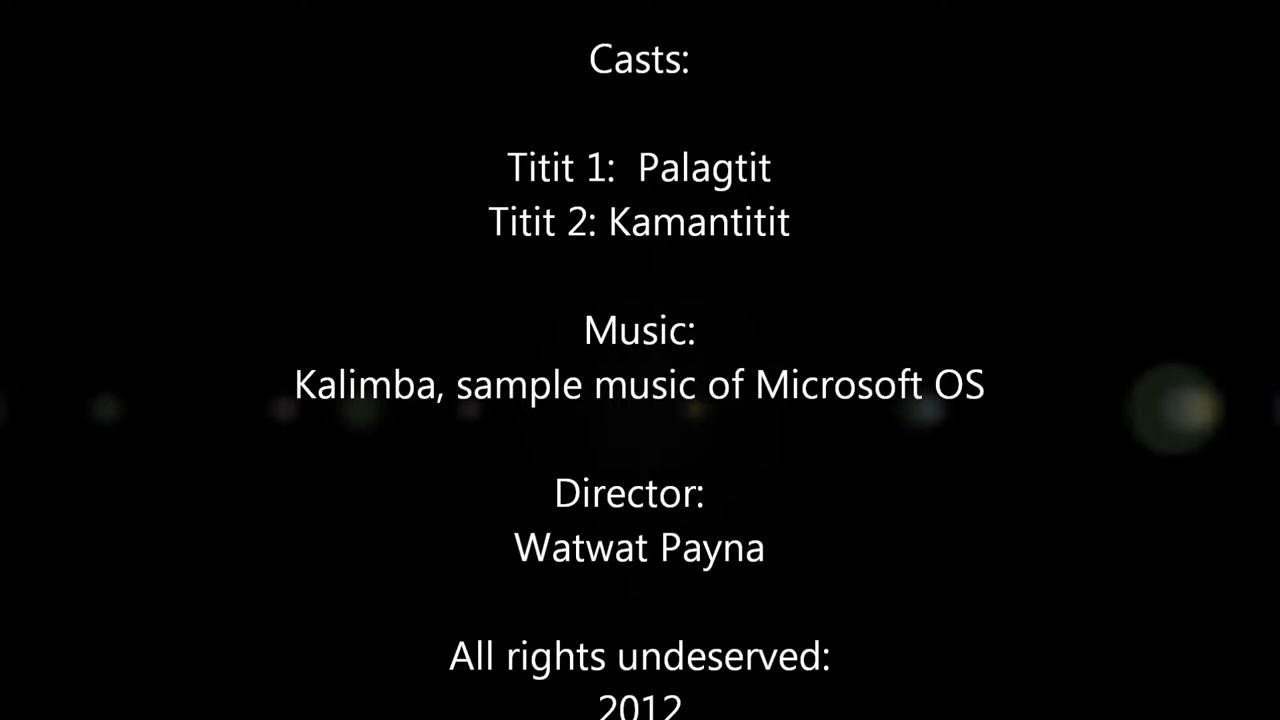 Casts:
Titit 1:  Palagtit
Titit 2: Kamantitit
Music:
Kalimba, sample music of Microsoft OS
Director:
Watwat Payna
All rights undeserved:
2012